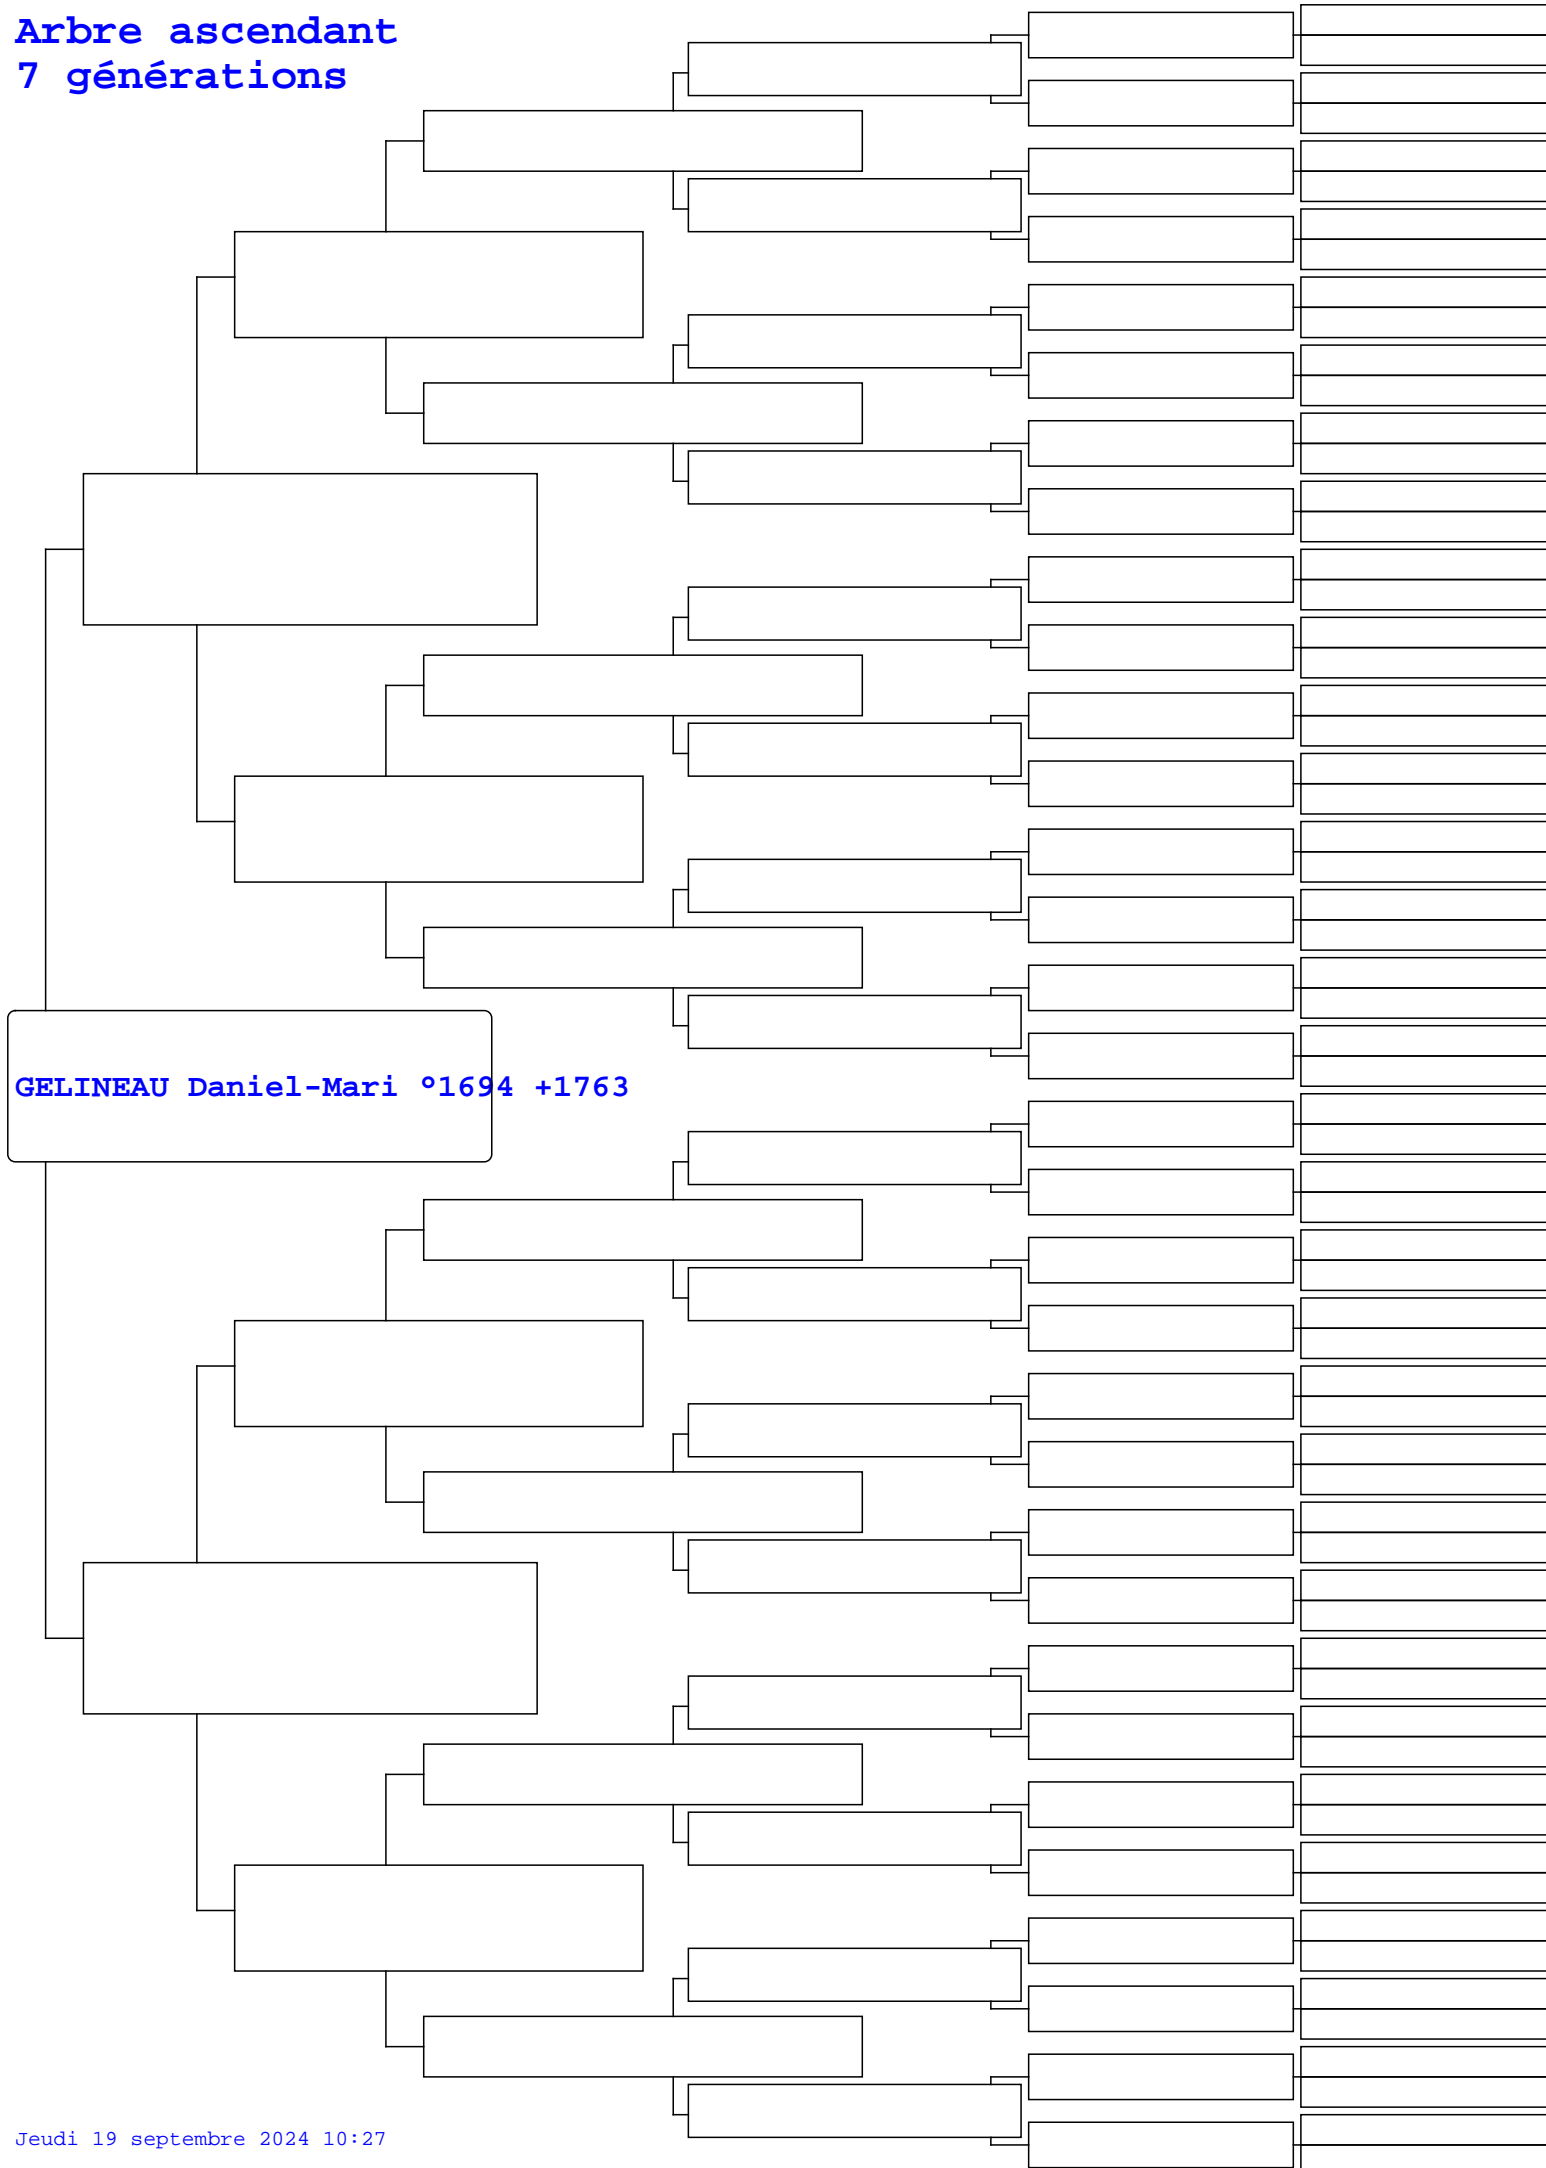 Arbre ascendant
7 générations
GELINEAU Daniel-Mari °1694 +1763
Jeudi 19 septembre 2024 10:27